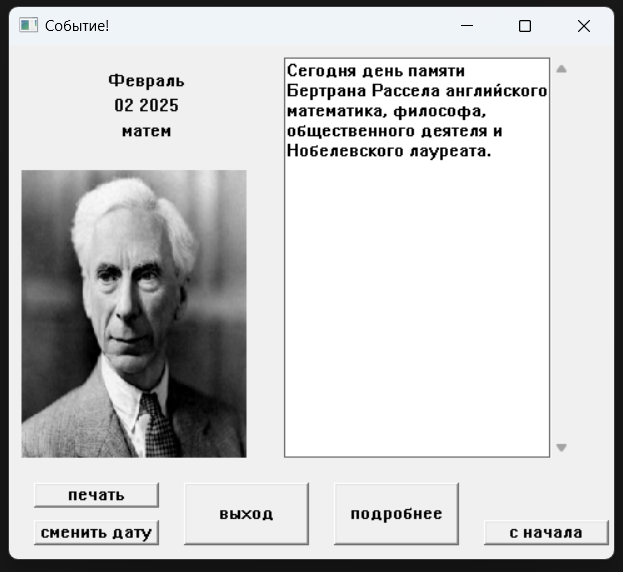 Событие!
Февраль
02 2025
матем
Сегодня день памяти
Бертрана Рассела английского
математика, философа,
общественного деятеля и
Нобелевского лауреата.
печать
сменить дату
выход
подробнее
с начала